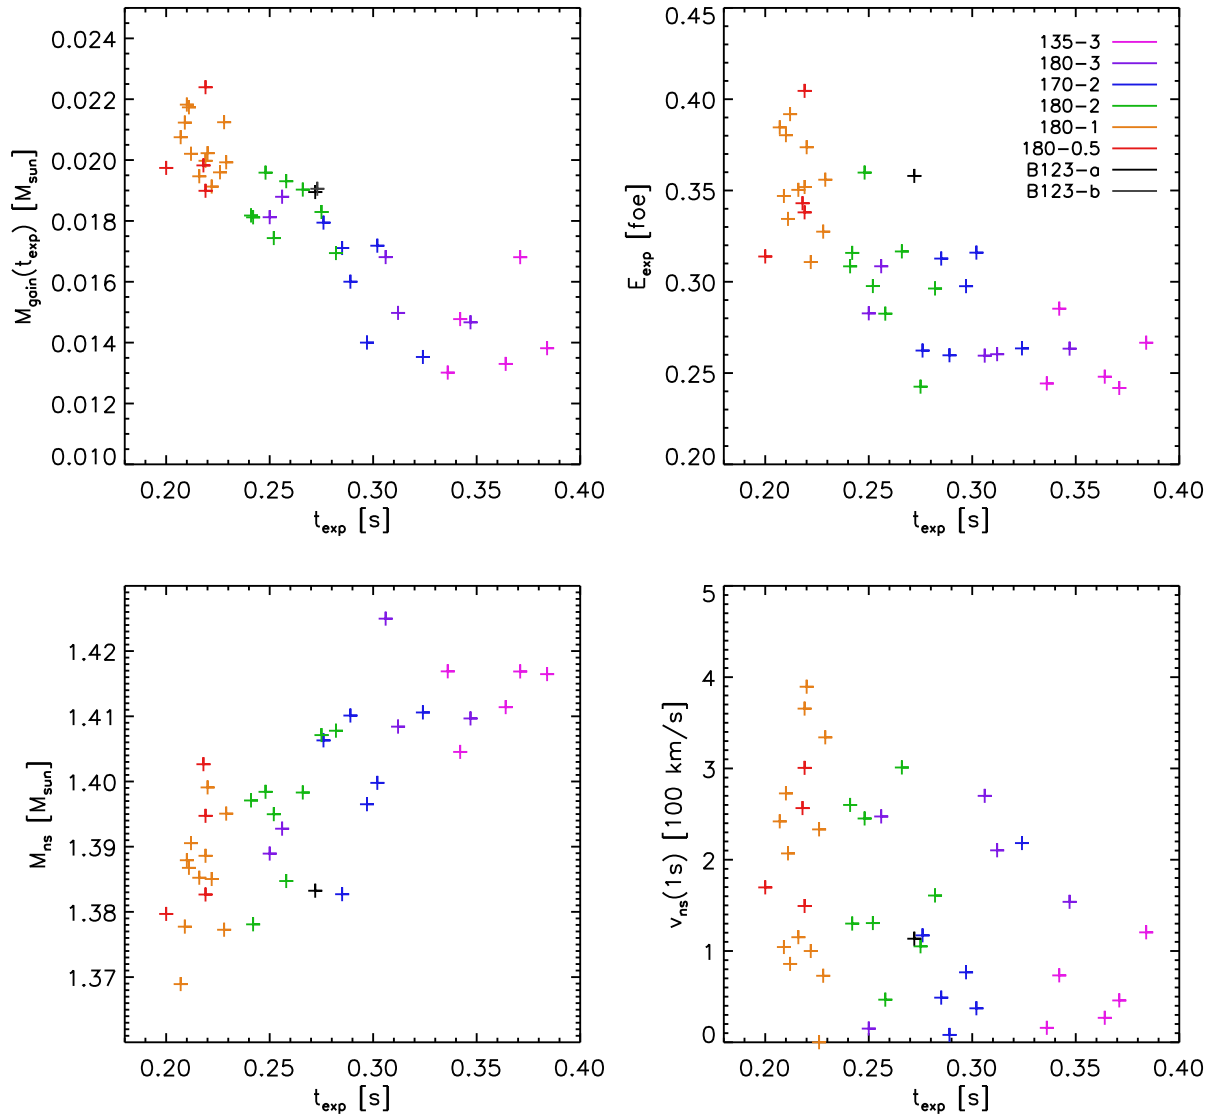 0.024
0.022
0.020
0.018
0.016
0.014
0.012
0.010
M_gain(t_exp) [M_sun]
0.20 0.25 0.30 0.35 0.40
t_exp [s]
0.45
0.40
0.35
0.30
0.25
0.20
E_exp [foe]
135-3
180-3
170-2
180-2
180-1
180-0.5
B123-a
B123-b
0.20 0.25 0.30 0.35 0.40
t_exp [s]
1.42
1.41
1.40
1.39
1.38
1.37
M_ns [M_sun]
0.20 0.25 0.30 0.35 0.40
t_exp [s]
5
4
3
2
1
0
v_ns(1s) [100 km/s]
0.20 0.25 0.30 0.35 0.40
t_exp [s]